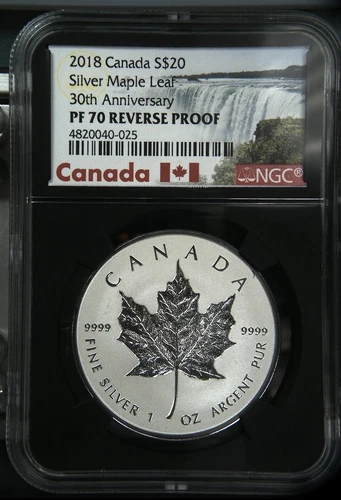 2018 Canada S$20
Silver Maple Leaf
30th Anniversary
PF 70 REVERSE PROOF
4820040-025
Canada NGC®
CANADA
9999 9999
FINE SILVER 1 OZ ARGENT PUR